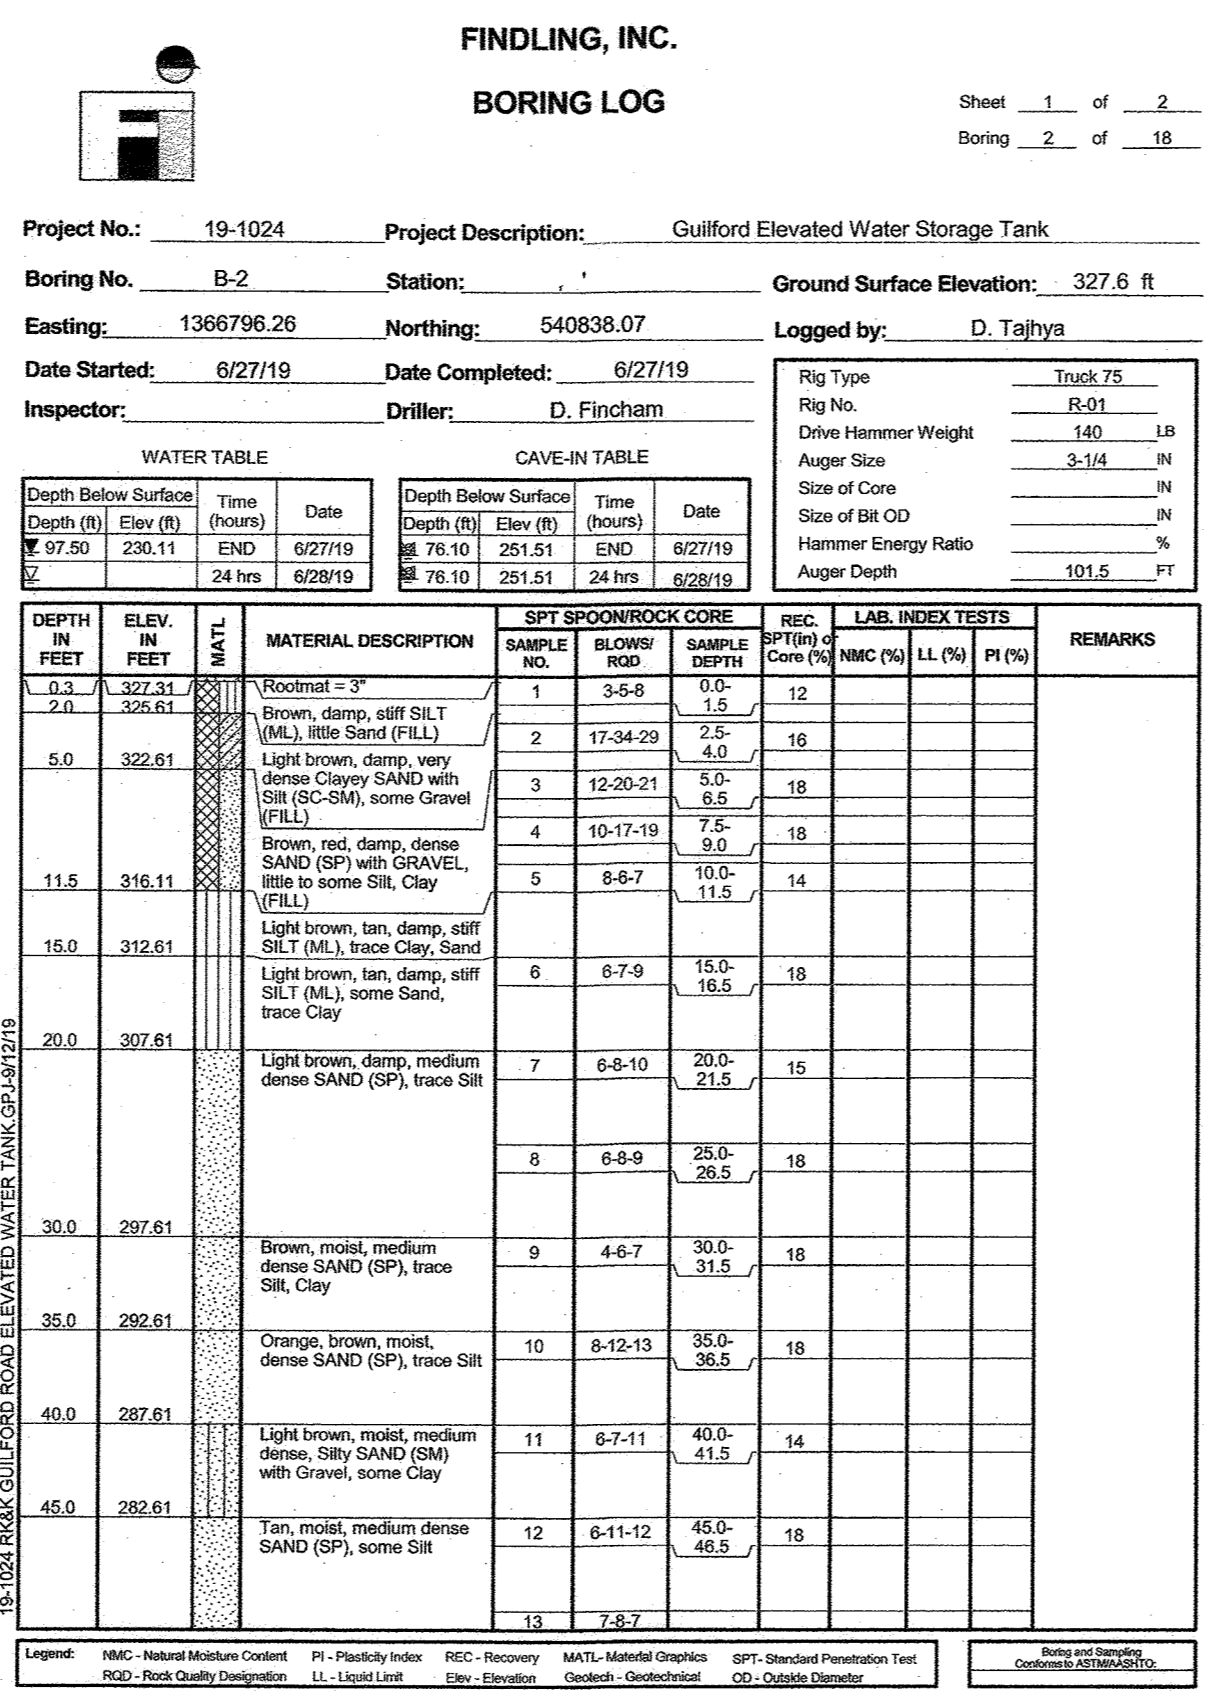 FINDLING, INC.
BORING LOG
Sheet 1 of 2
Boring 2 of 18
Project No.: 19-1024 Project Description: Guilford Elevated Water Storage Tank
Boring No. B-2 Station: Ground Surface Elevation: 327.6 ft
Easting: 1366796.26 Northing: 540838.07 Logged by: D. Tajhya
Date Started: 6/27/19 Date Completed: 6/27/19
Inspector: Driller: D. Fincham
Rig Type Truck 75
Rig No. R-01
Drive Hammer Weight 140 LB
Auger Size 3-1/4 IN
Size of Core IN
Size of Bit OD IN
Hammer Energy Ratio %
Auger Depth 101.5 FT
WATER TABLE
Depth Below Surface Time (hours) Date
Depth (ft) Elev (ft)
97.50 230.11 END 6/27/19
24 hrs 6/28/19
CAVE-IN TABLE
Depth Below Surface Time (hours) Date
Depth (ft) Elev (ft)
76.10 251.51 END 6/27/19
76.10 251.51 24 hrs 6/28/19
DEPTH IN FEET ELEV. IN FEET MATL MATERIAL DESCRIPTION SPT SPOON/ROCK CORE REC. SPT(in) or Core (%) LAB. INDEX TESTS REMARKS
SAMPLE NO. BLOWS/ RQD SAMPLE DEPTH NMC (%) LL (%) PI (%)
0.3 327.31 Rootmat = 3" 1 3-5-8 0.0-
1.5 12
2.0 325.61 Brown, damp, stiff SILT
(ML), little Sand (FILL) 2 17-34-29 2.5-
4.0 16
5.0 322.61 Light brown, damp, very
dense Clayey SAND with
Silt (SC-SM), some Gravel
(FILL) 3 12-20-21 5.0-
6.5 18
4 10-17-19 7.5-
9.0 18
Brown, red, damp, dense
SAND (SP) with GRAVEL,
little to some Silt, Clay
(FILL) 5 8-6-7 10.0-
11.5 14
11.5 316.11
Light brown, tan, damp, stiff
SILT (ML), trace Clay, Sand
15.0 312.61
Light brown, tan, damp, stiff
SILT (ML), some Sand,
trace Clay 6 6-7-9 15.0-
16.5 18
20.0 307.61
Light brown, damp, medium
dense SAND (SP), trace Silt 7 6-8-10 20.0-
21.5 15
8 6-8-9 25.0-
26.5 18
30.0 297.61
Brown, moist, medium
dense SAND (SP), trace
Silt, Clay 9 4-6-7 30.0-
31.5 18
35.0 292.61
Orange, brown, moist,
dense SAND (SP), trace Silt 10 8-12-13 35.0-
36.5 18
40.0 287.61
Light brown, moist, medium
dense, Silty SAND (SM)
with Gravel, some Clay 11 6-7-11 40.0-
41.5 14
45.0 282.61
Tan, moist, medium dense
SAND (SP), some Silt 12 6-11-12 45.0-
46.5 18
13 7-8-7
19-1024 RK&K GUILFORD ROAD ELEVATED WATER TANK.GPJ-9/12/19
Legend: NMC - Natural Moisture Content PI - Plasticity Index REC - Recovery MATL- Material Graphics SPT- Standard Penetration Test
RQD - Rock Quality Designation LL - Liquid Limit Elev - Elevation Geotech - Geotechnical OD - Outside Diameter
Boring and Sampling
Conforms to ASTM/AASHTO: